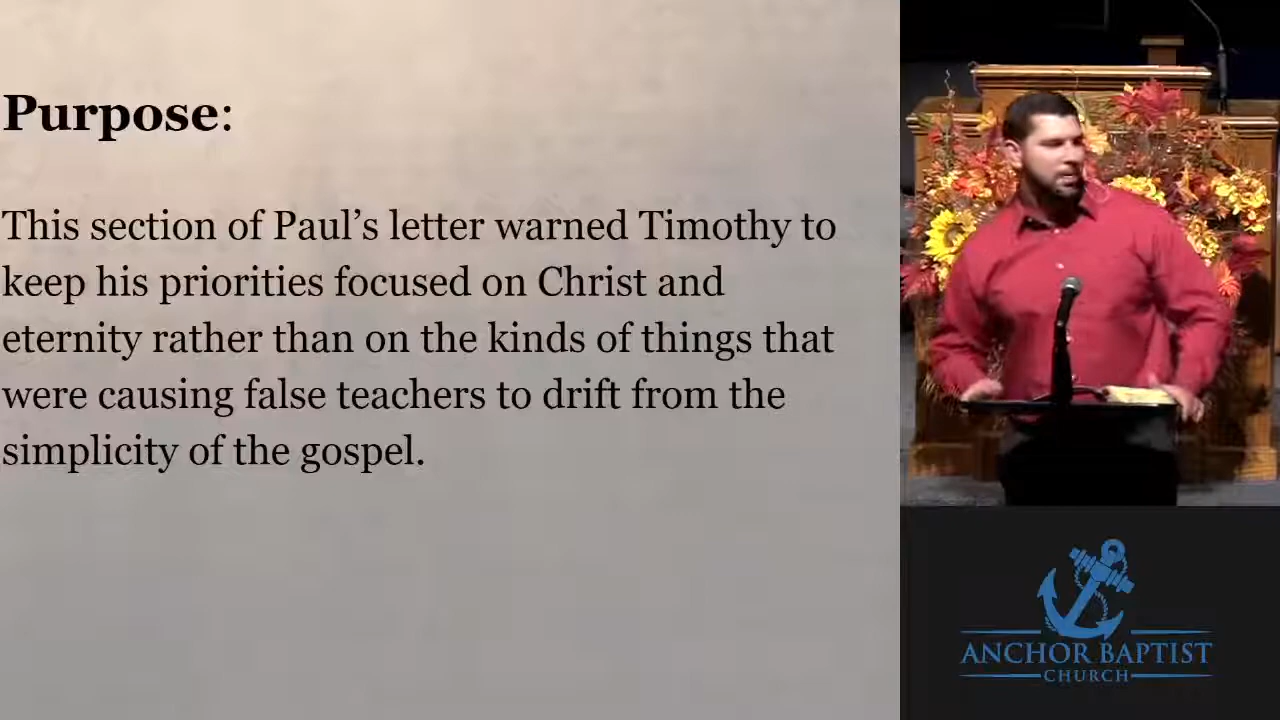 Purpose:
This section of Paul’s letter warned Timothy to
keep his priorities focused on Christ and
eternity rather than on the kinds of things that
were causing false teachers to drift from the
simplicity of the gospel.
ANCHOR BAPTIST
CHURCH